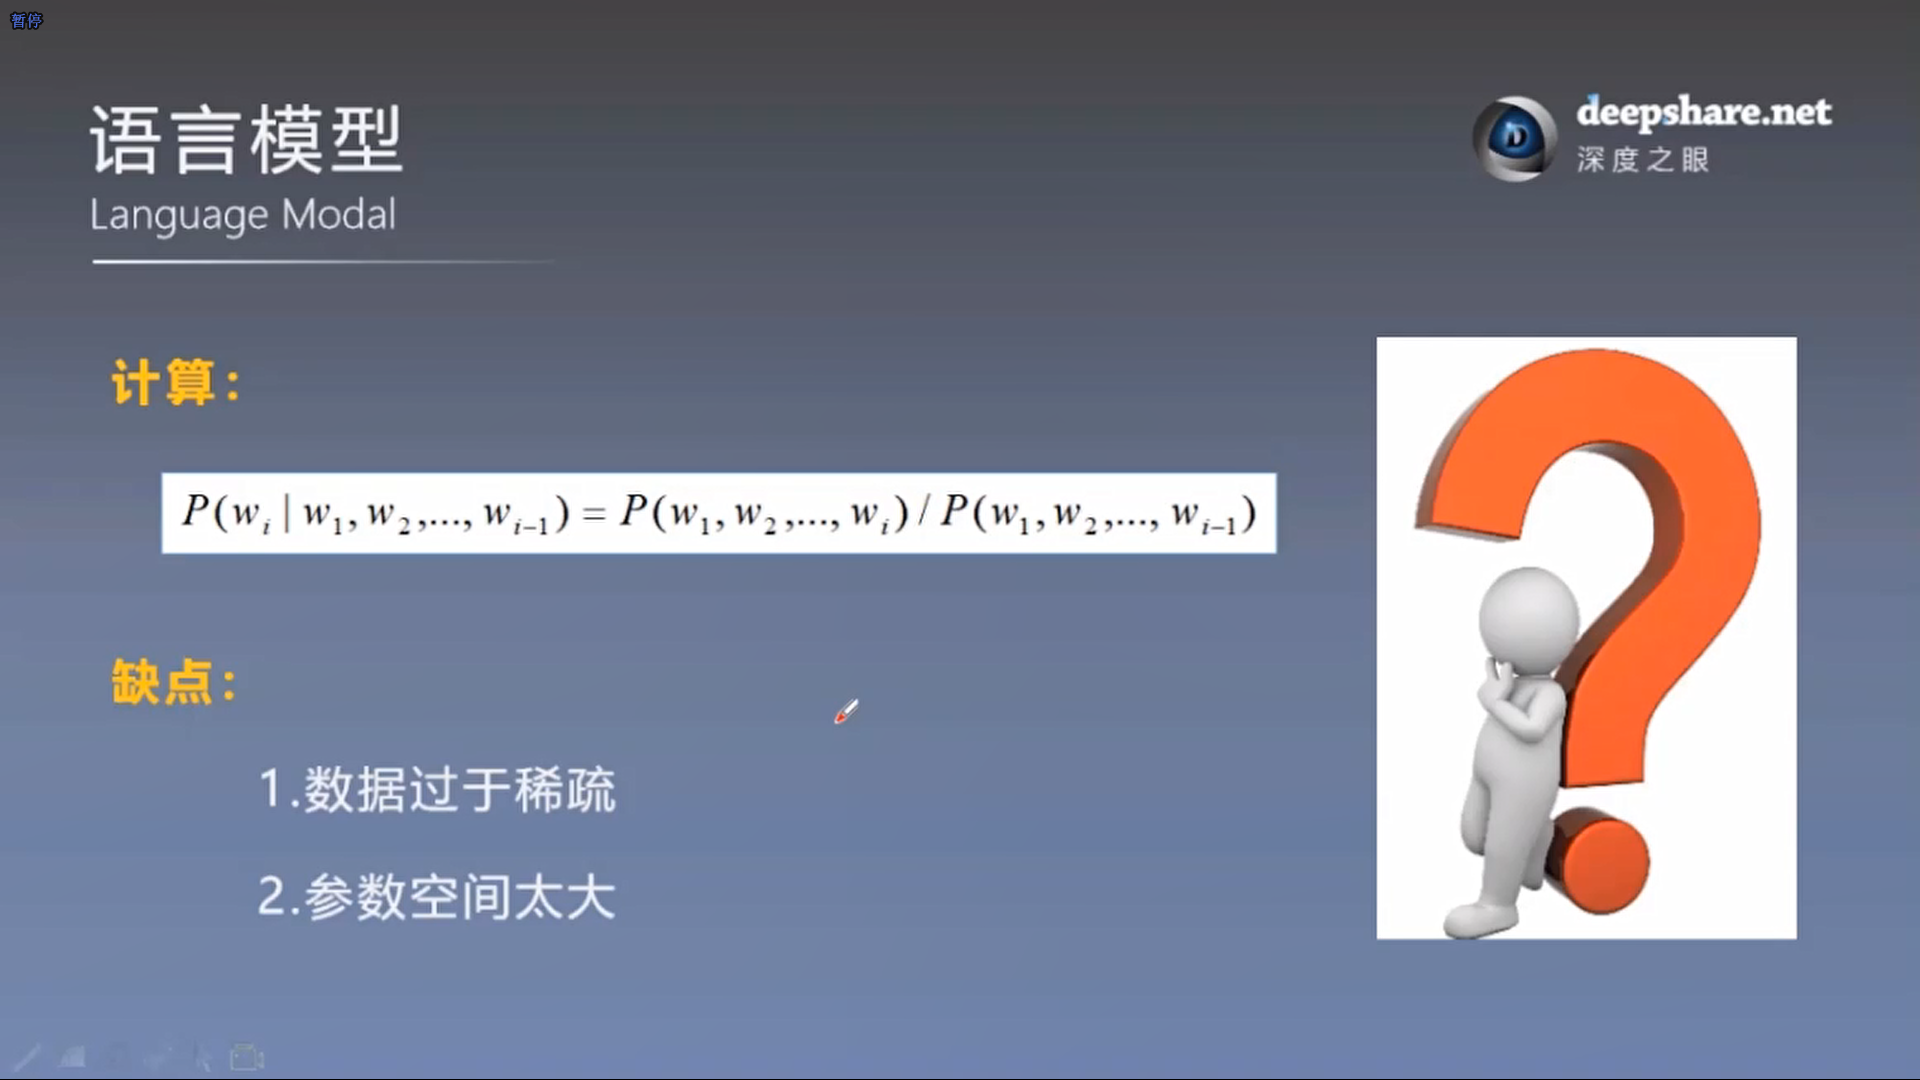 暂停
语言模型
Language Modal
deepshare.net
深度之眼
计算：
P(w_i | w_1, w_2,..., w_{i-1}) = P(w_1, w_2,..., w_i) / P(w_1, w_2,..., w_{i-1})
缺点：
1.数据过于稀疏
2.参数空间太大